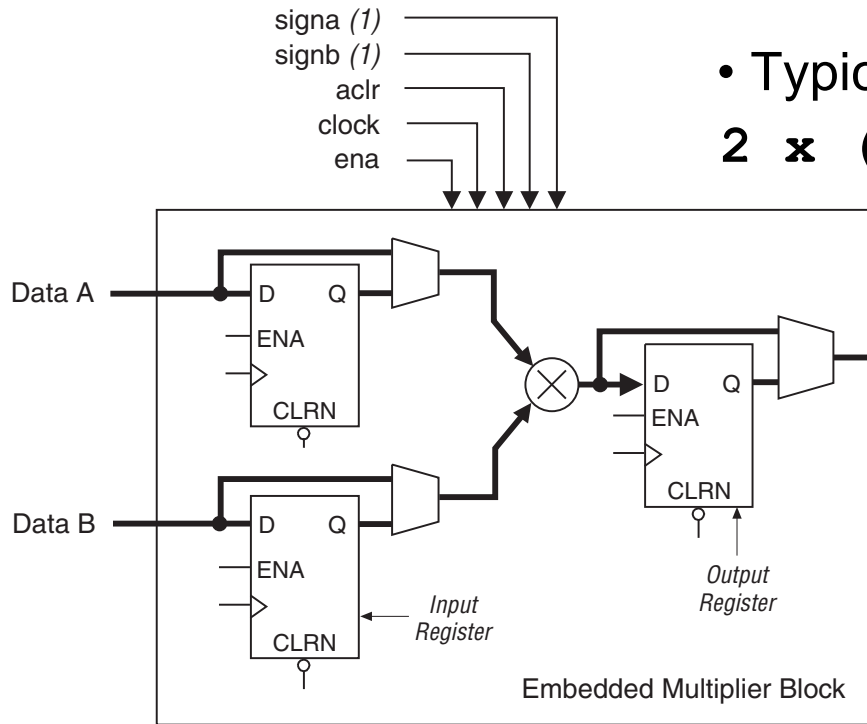 signa (1)
signb (1)
aclr
clock
ena
• Typic
2 x (
Data A
D Q
ENA
CLRN
D Q
ENA
CLRN
Data B
D Q
ENA
CLRN
Input
Register
Output
Register
Embedded Multiplier Block